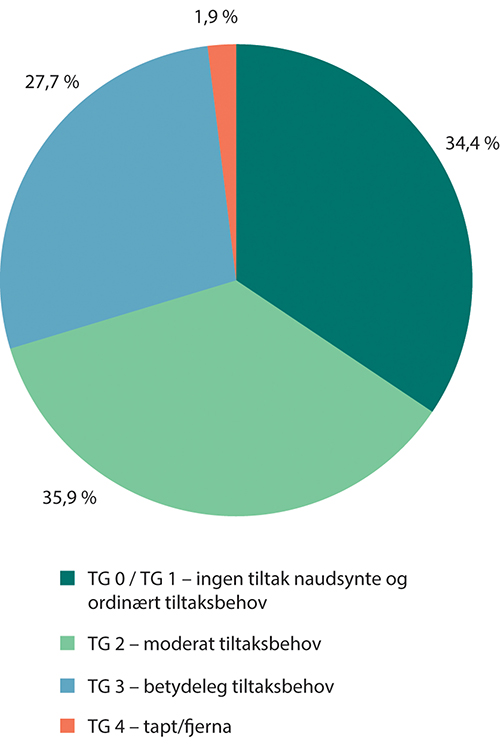 1,9 %
27,7 %
34,4 %
35,9 %
TG 0 / TG 1 – ingen tiltak naudsynte og
ordinært tiltaksbehov
TG 2 – moderat tiltaksbehov
TG 3 – betydeleg tiltaksbehov
TG 4 – tapt/fjerna